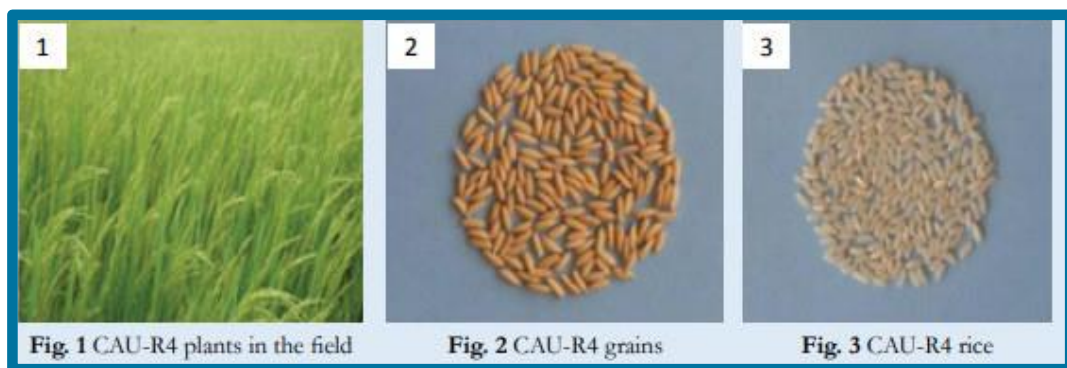 1
2
3
Fig. 1 CAU-R4 plants in the field
Fig. 2 CAU-R4 grains
Fig. 3 CAU-R4 rice